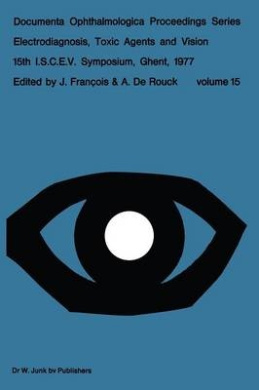 Documenta Ophthalmologica Proceedings Series
Electrodiagnosis, Toxic Agents and Vision
15th I.S.C.E.V. Symposium, Ghent, 1977
Edited by J. François & A. De Rouck volume 15
Dr W. Junk bv Publishers